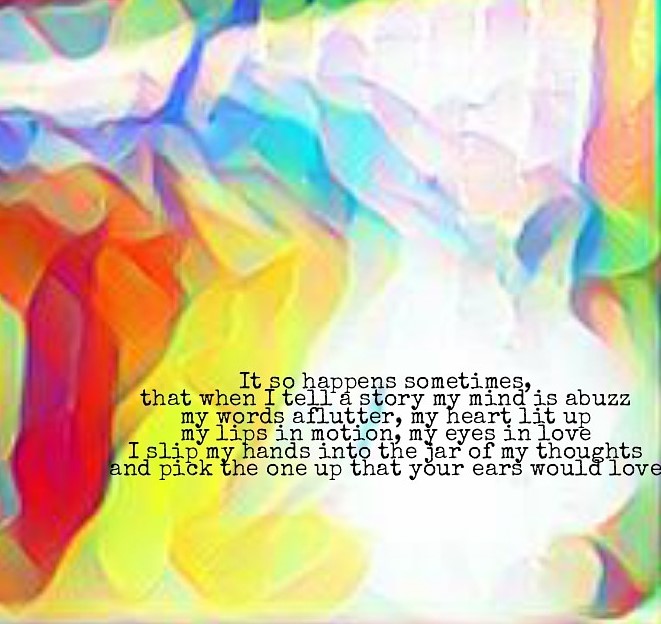 It so happens sometimes,
that when I tell a story my mind is abuzz
my words aflutter, my heart lit up
my lips in motion, my eyes in love
I slip my hands into the jar of my thoughts
and pick the one up that your ears would love